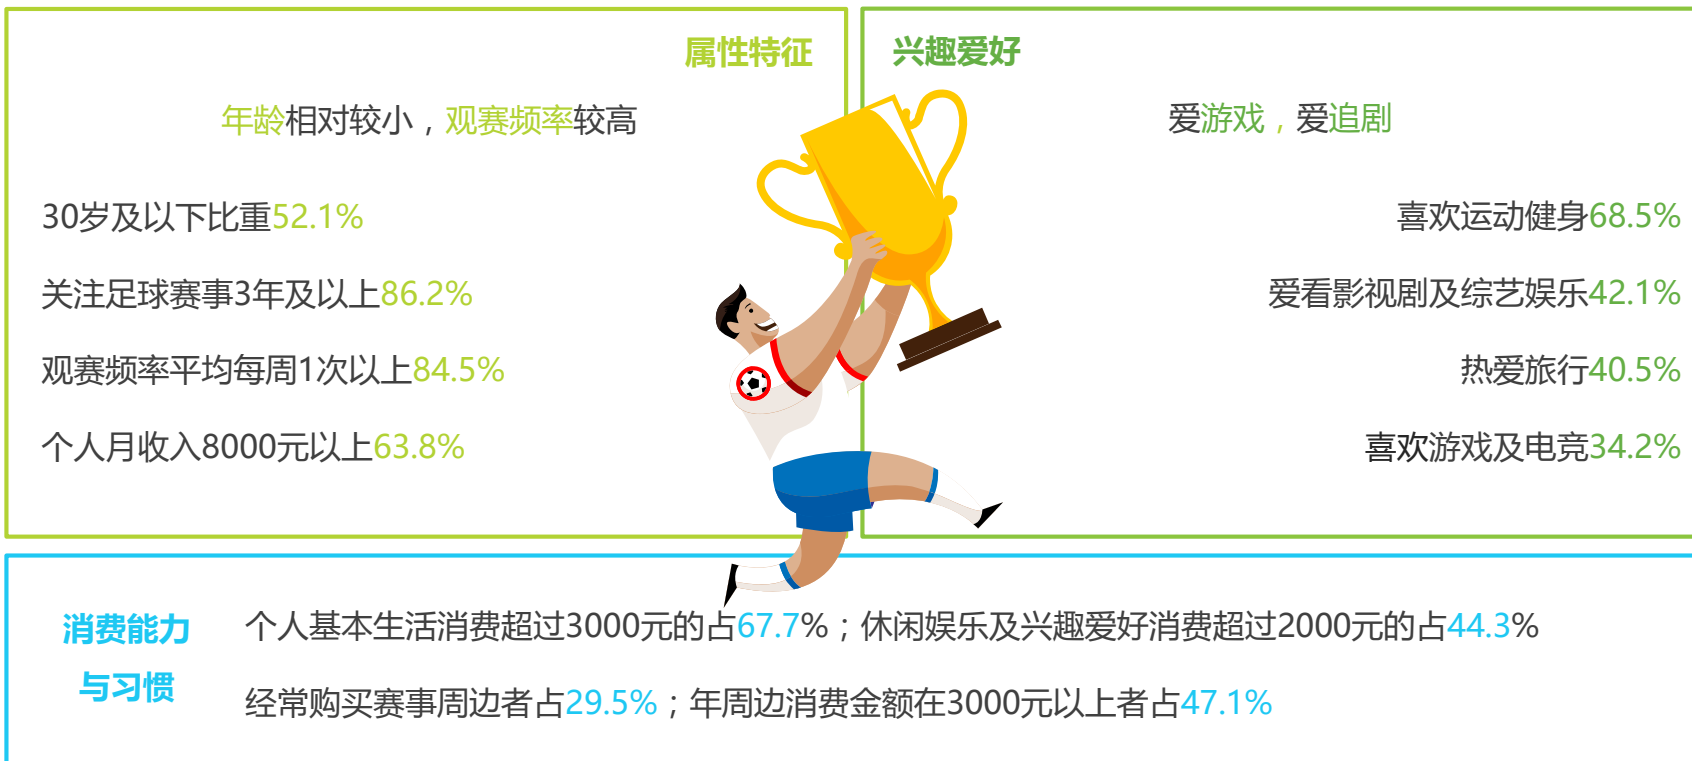 属性特征
年龄相对较小，观赛频率较高
30岁及以下比重52.1%
关注足球赛事3年及以上86.2%
观赛频率平均每周1次以上84.5%
个人月收入8000元以上63.8%
兴趣爱好
爱游戏，爱追剧
喜欢运动健身68.5%
爱看影视剧及综艺娱乐42.1%
热爱旅行40.5%
喜欢游戏及电竞34.2%
消费能力
与习惯
个人基本生活消费超过3000元的占67.7%；休闲娱乐及兴趣爱好消费超过2000元的占44.3%
经常购买赛事周边者占29.5%；年周边消费金额在3000元以上者占47.1%